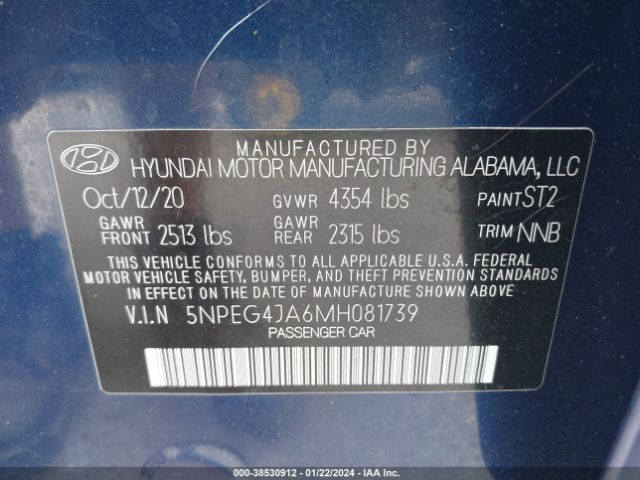 MANUFACTURED BY
HYUNDAI MOTOR MANUFACTURING ALABAMA, LLC
Oct/12/20 GVWR 4354 lbs PAINT ST2
GAWR FRONT 2513 lbs GAWR REAR 2315 lbs TRIM NNB
THIS VEHICLE CONFORMS TO ALL APPLICABLE U.S.A. FEDERAL
MOTOR VEHICLE SAFETY, BUMPER, AND THEFT PREVENTION STANDARDS
IN EFFECT ON THE DATE OF MANUFACTURE SHOWN ABOVE.
V.I.N 5NPEG4JA6MH081739
PASSENGER CAR
000-38530912 - 01/22/2024 - IAA Inc.